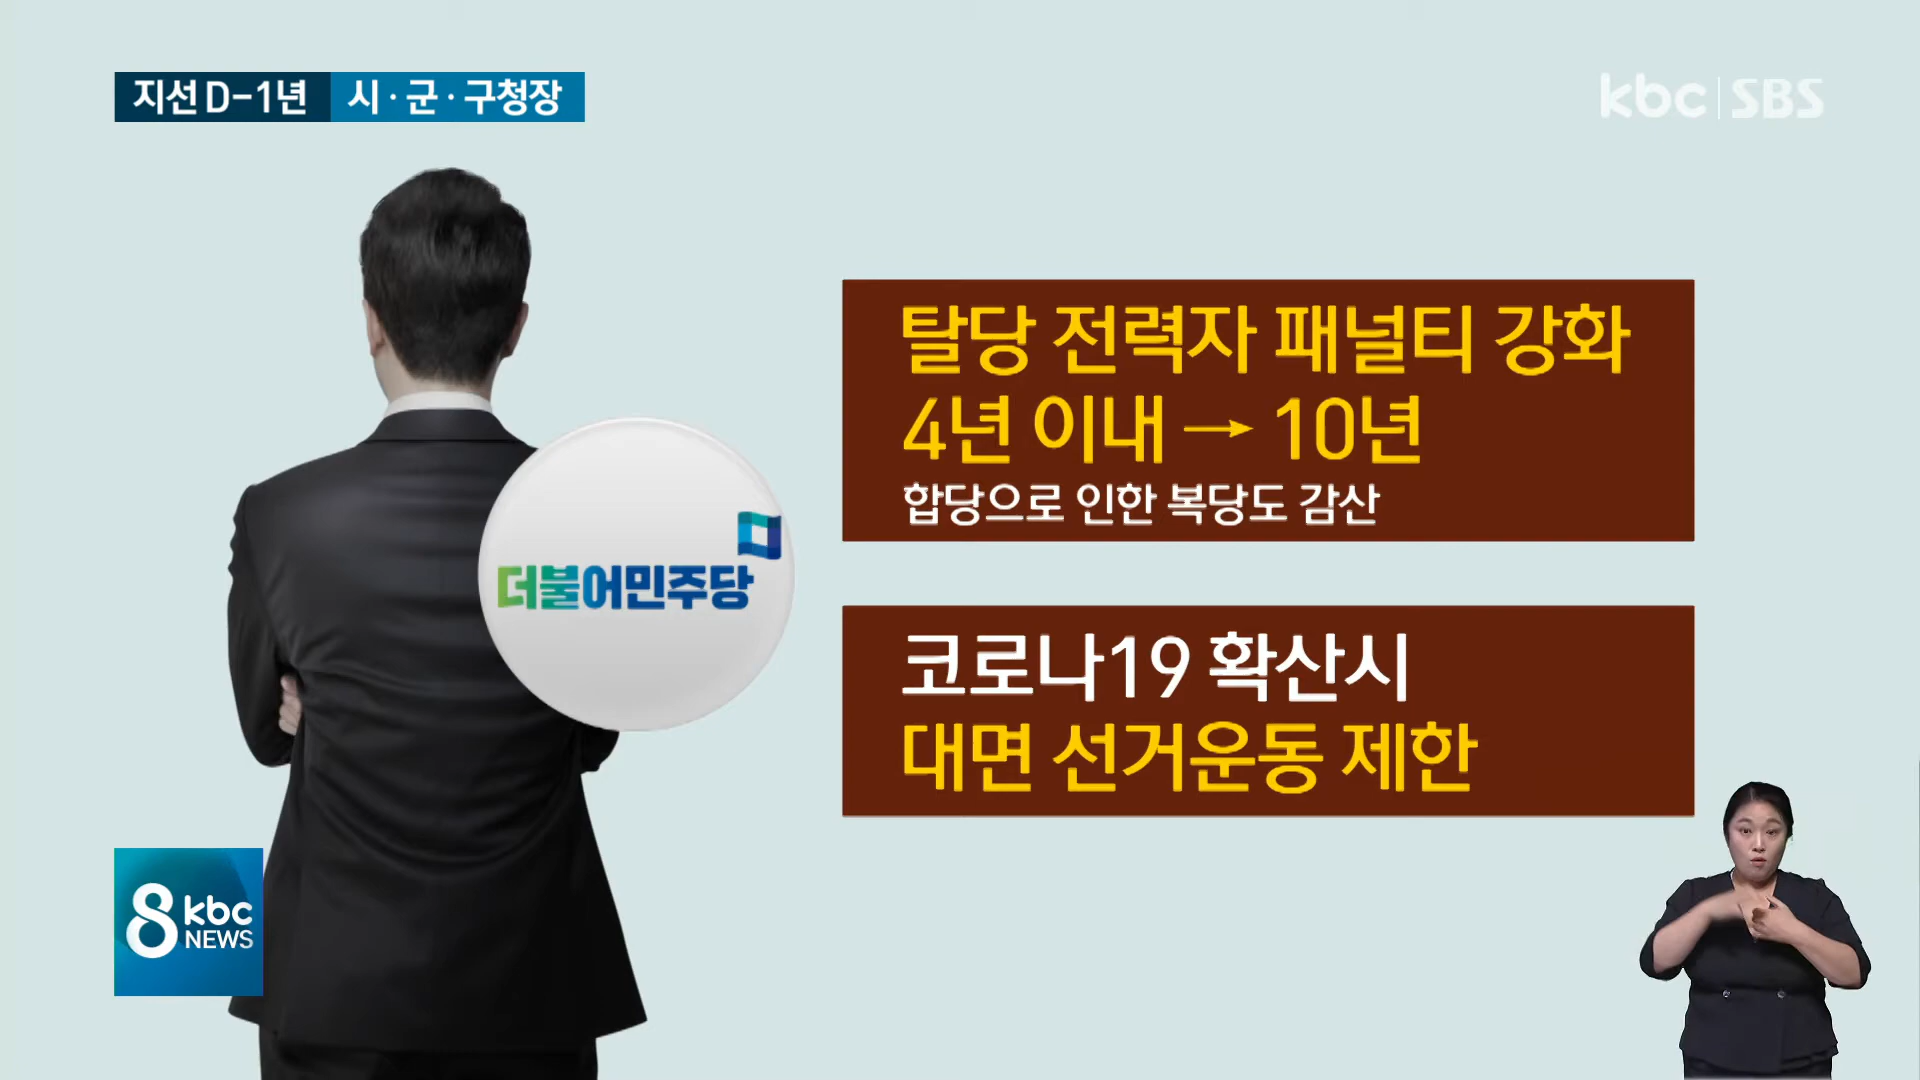 지선 D-1년 시·군·구청장
kbc SBS
탈당 전력자 패널티 강화
4년 이내 → 10년
합당으로 인한 복당도 감산
더불어민주당
코로나19 확산시
대면 선거운동 제한
8 kbc
NEWS